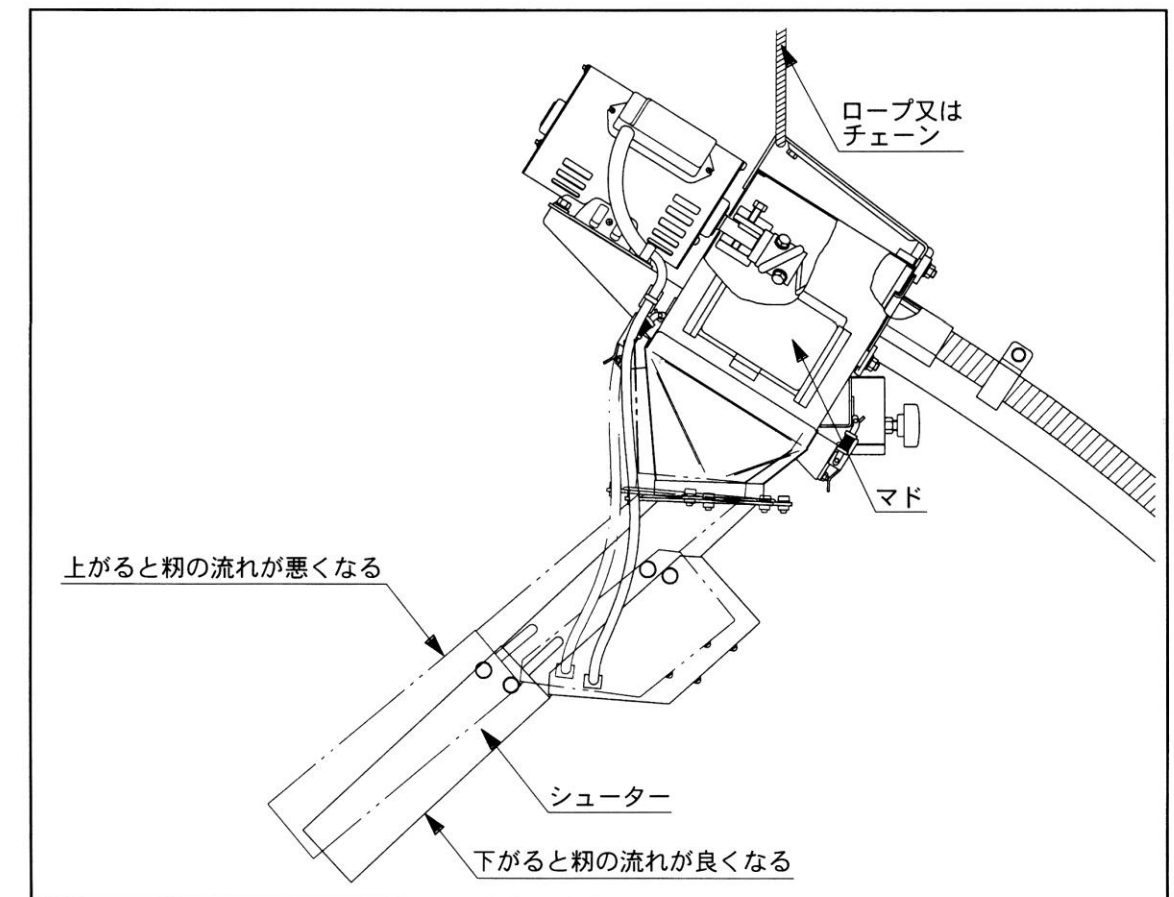 ロープ又は
チェーン
マド
上がると籾の流れが悪くなる
シューター
下がると籾の流れが良くなる